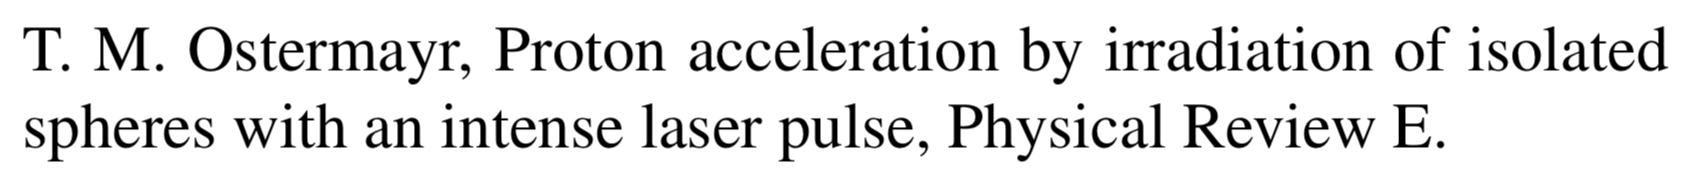 T. M. Ostermayr, Proton acceleration by irradiation of isolated
spheres with an intense laser pulse, Physical Review E.